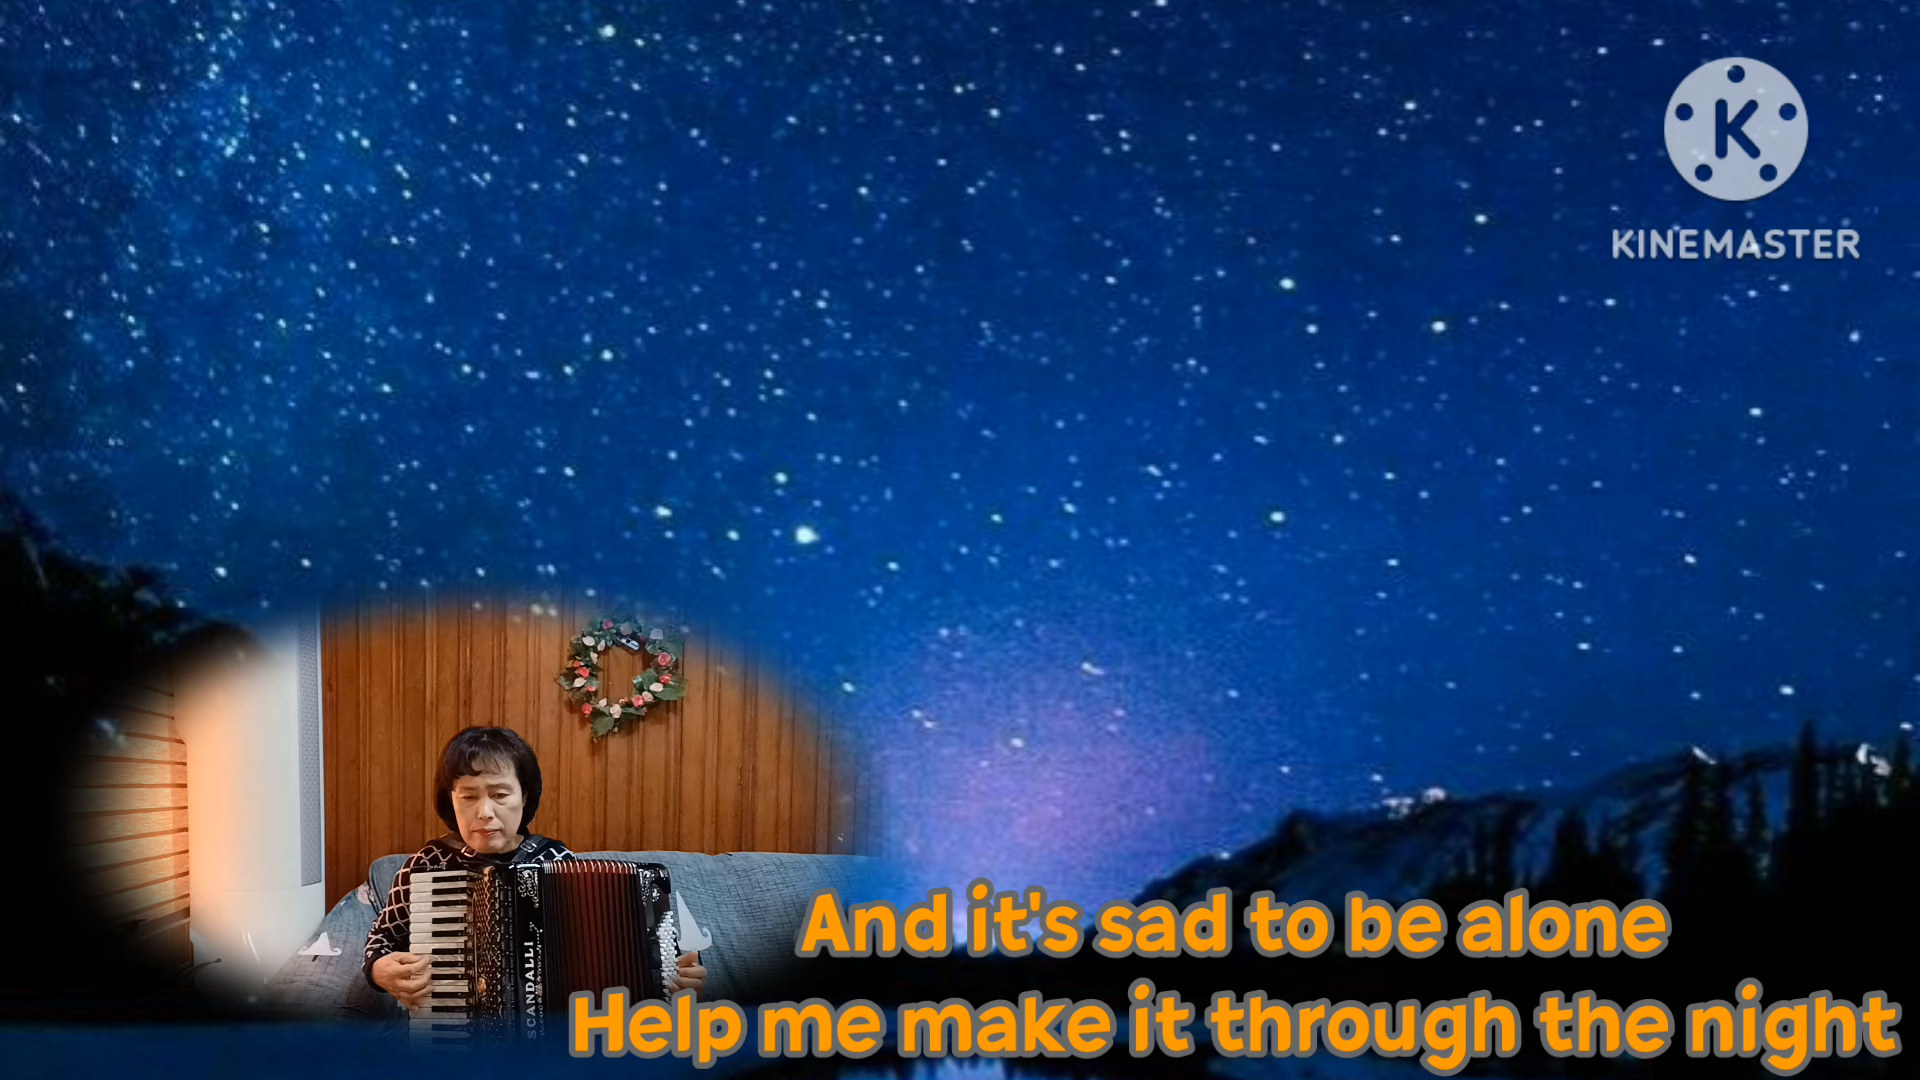 K
KINEMASTER
SCANDALLI
And it's sad to be alone
Help me make it through the night